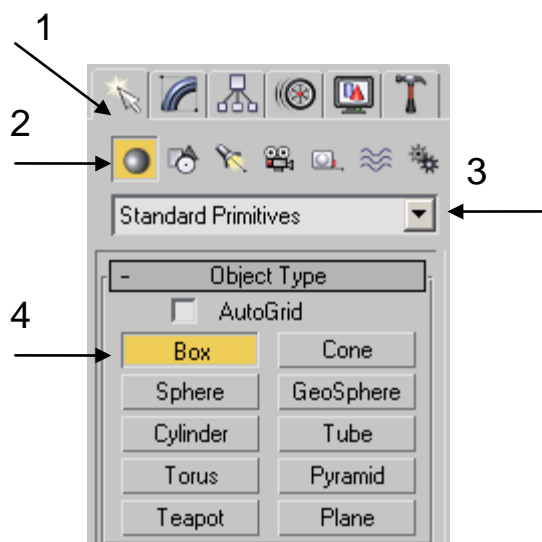 1
2
3
Standard Primitives
- Object Type
AutoGrid
4
Box Cone
Sphere GeoSphere
Cylinder Tube
Torus Pyramid
Teapot Plane